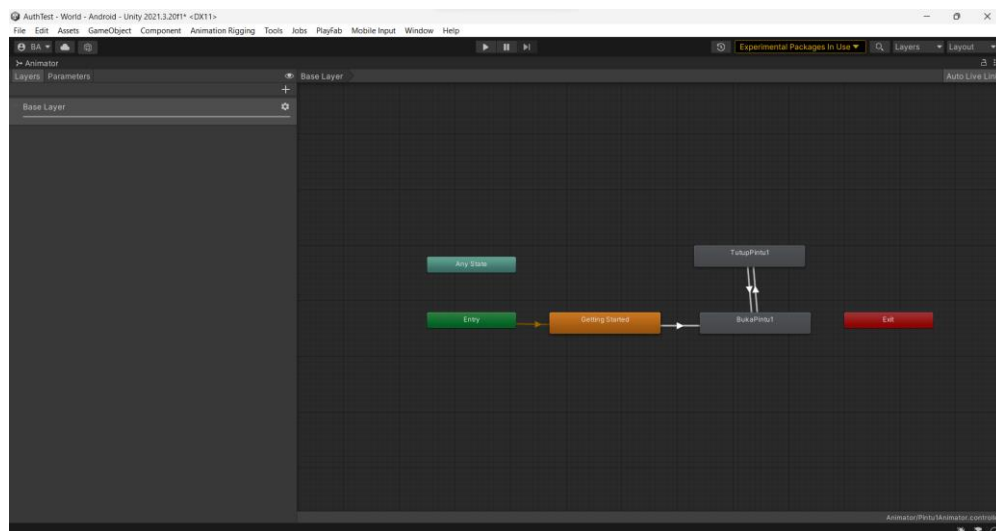 AuthTest - World - Android - Unity 2021.3.20f1* <DX11>
File Edit Assets GameObject Component Animation Rigging Tools Jobs PlayFab Mobile Input Window Help
BA Experimental Packages In Use Layers Layout
Animator
Layers Parameters Base Layer Auto Live Lin
Base Layer
TutupPintu1
Any State
Entry Getting Started BukaPintu1 Exit
Animator/Pintu1Animator.controlle